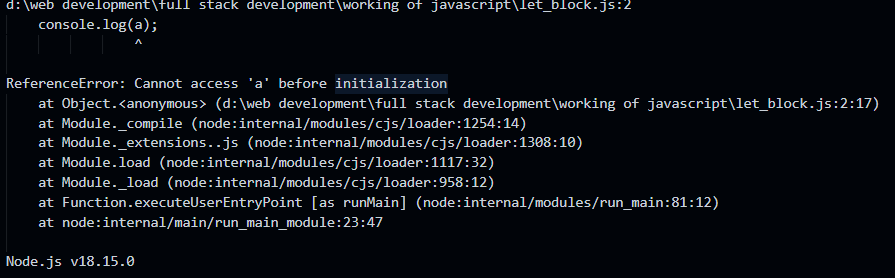 d:\web development\full stack development\working of javascript\let_block.js:2
    console.log(a);
                ^
ReferenceError: Cannot access 'a' before initialization
    at Object.<anonymous> (d:\web development\full stack development\working of javascript\let_block.js:2:17)
    at Module._compile (node:internal/modules/cjs/loader:1254:14)
    at Module._extensions..js (node:internal/modules/cjs/loader:1308:10)
    at Module.load (node:internal/modules/cjs/loader:1117:32)
    at Module._load (node:internal/modules/cjs/loader:958:12)
    at Function.executeUserEntryPoint [as runMain] (node:internal/modules/run_main:81:12)
    at node:internal/main/run_main_module:23:47
Node.js v18.15.0